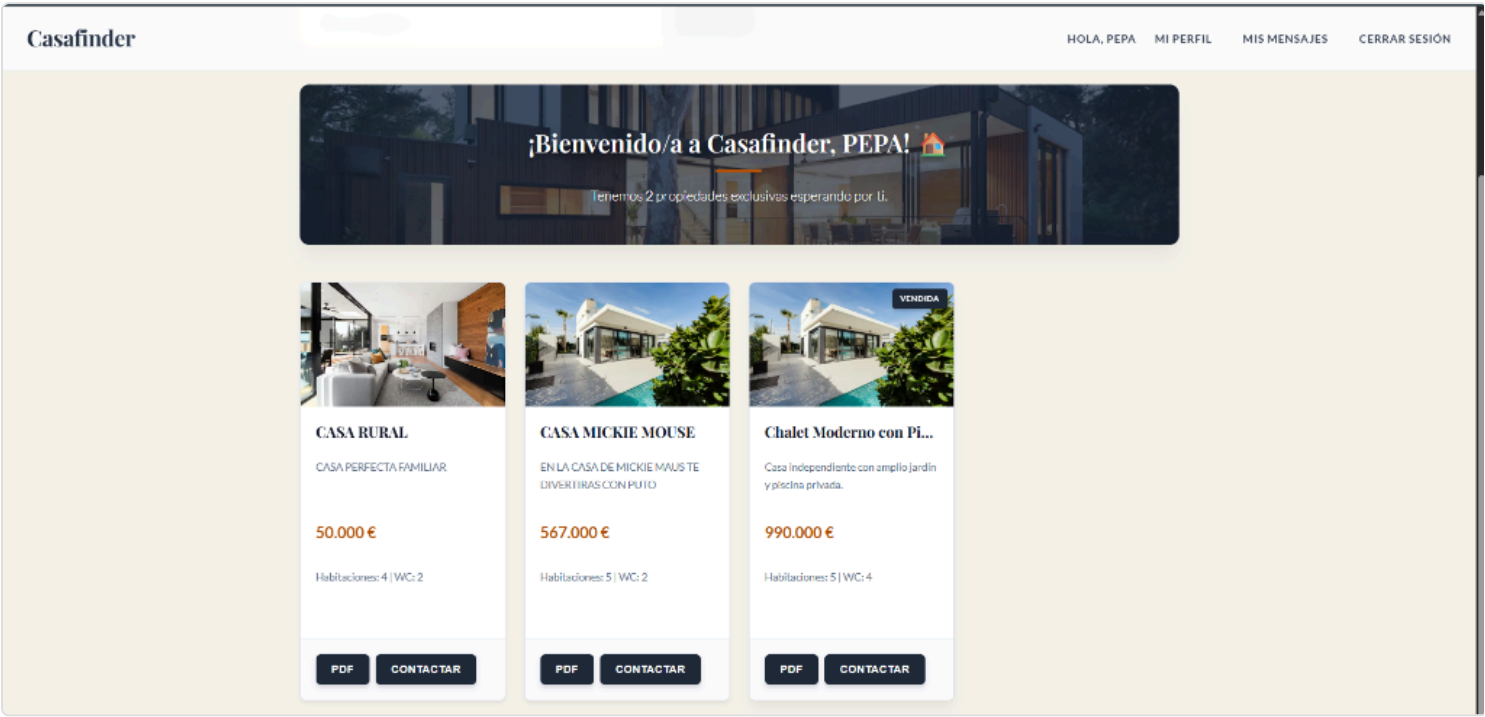 Casafinder
HOLA, PEPA MI PERFIL MIS MENSAJES CERRAR SESIÓN
¡Bienvenido/a a Casafinder, PEPA! 🏠
Tenemos 2 propiedades exclusivas esperando por ti.
CASA RURAL
CASA PERFECTA FAMILIAR
50.000 €
Habitaciones: 4 | WC: 2
PDF CONTACTAR
CASA MICKIE MOUSE
EN LA CASA DE MICKIE MAUS TE
DIVERTIRAS CON PUTO
567.000 €
Habitaciones: 5 | WC: 2
PDF CONTACTAR
VENDIDA
Chalet Moderno con Pi...
Casa independiente con amplio jardín
y piscina privada.
990.000 €
Habitaciones: 5 | WC: 4
PDF CONTACTAR